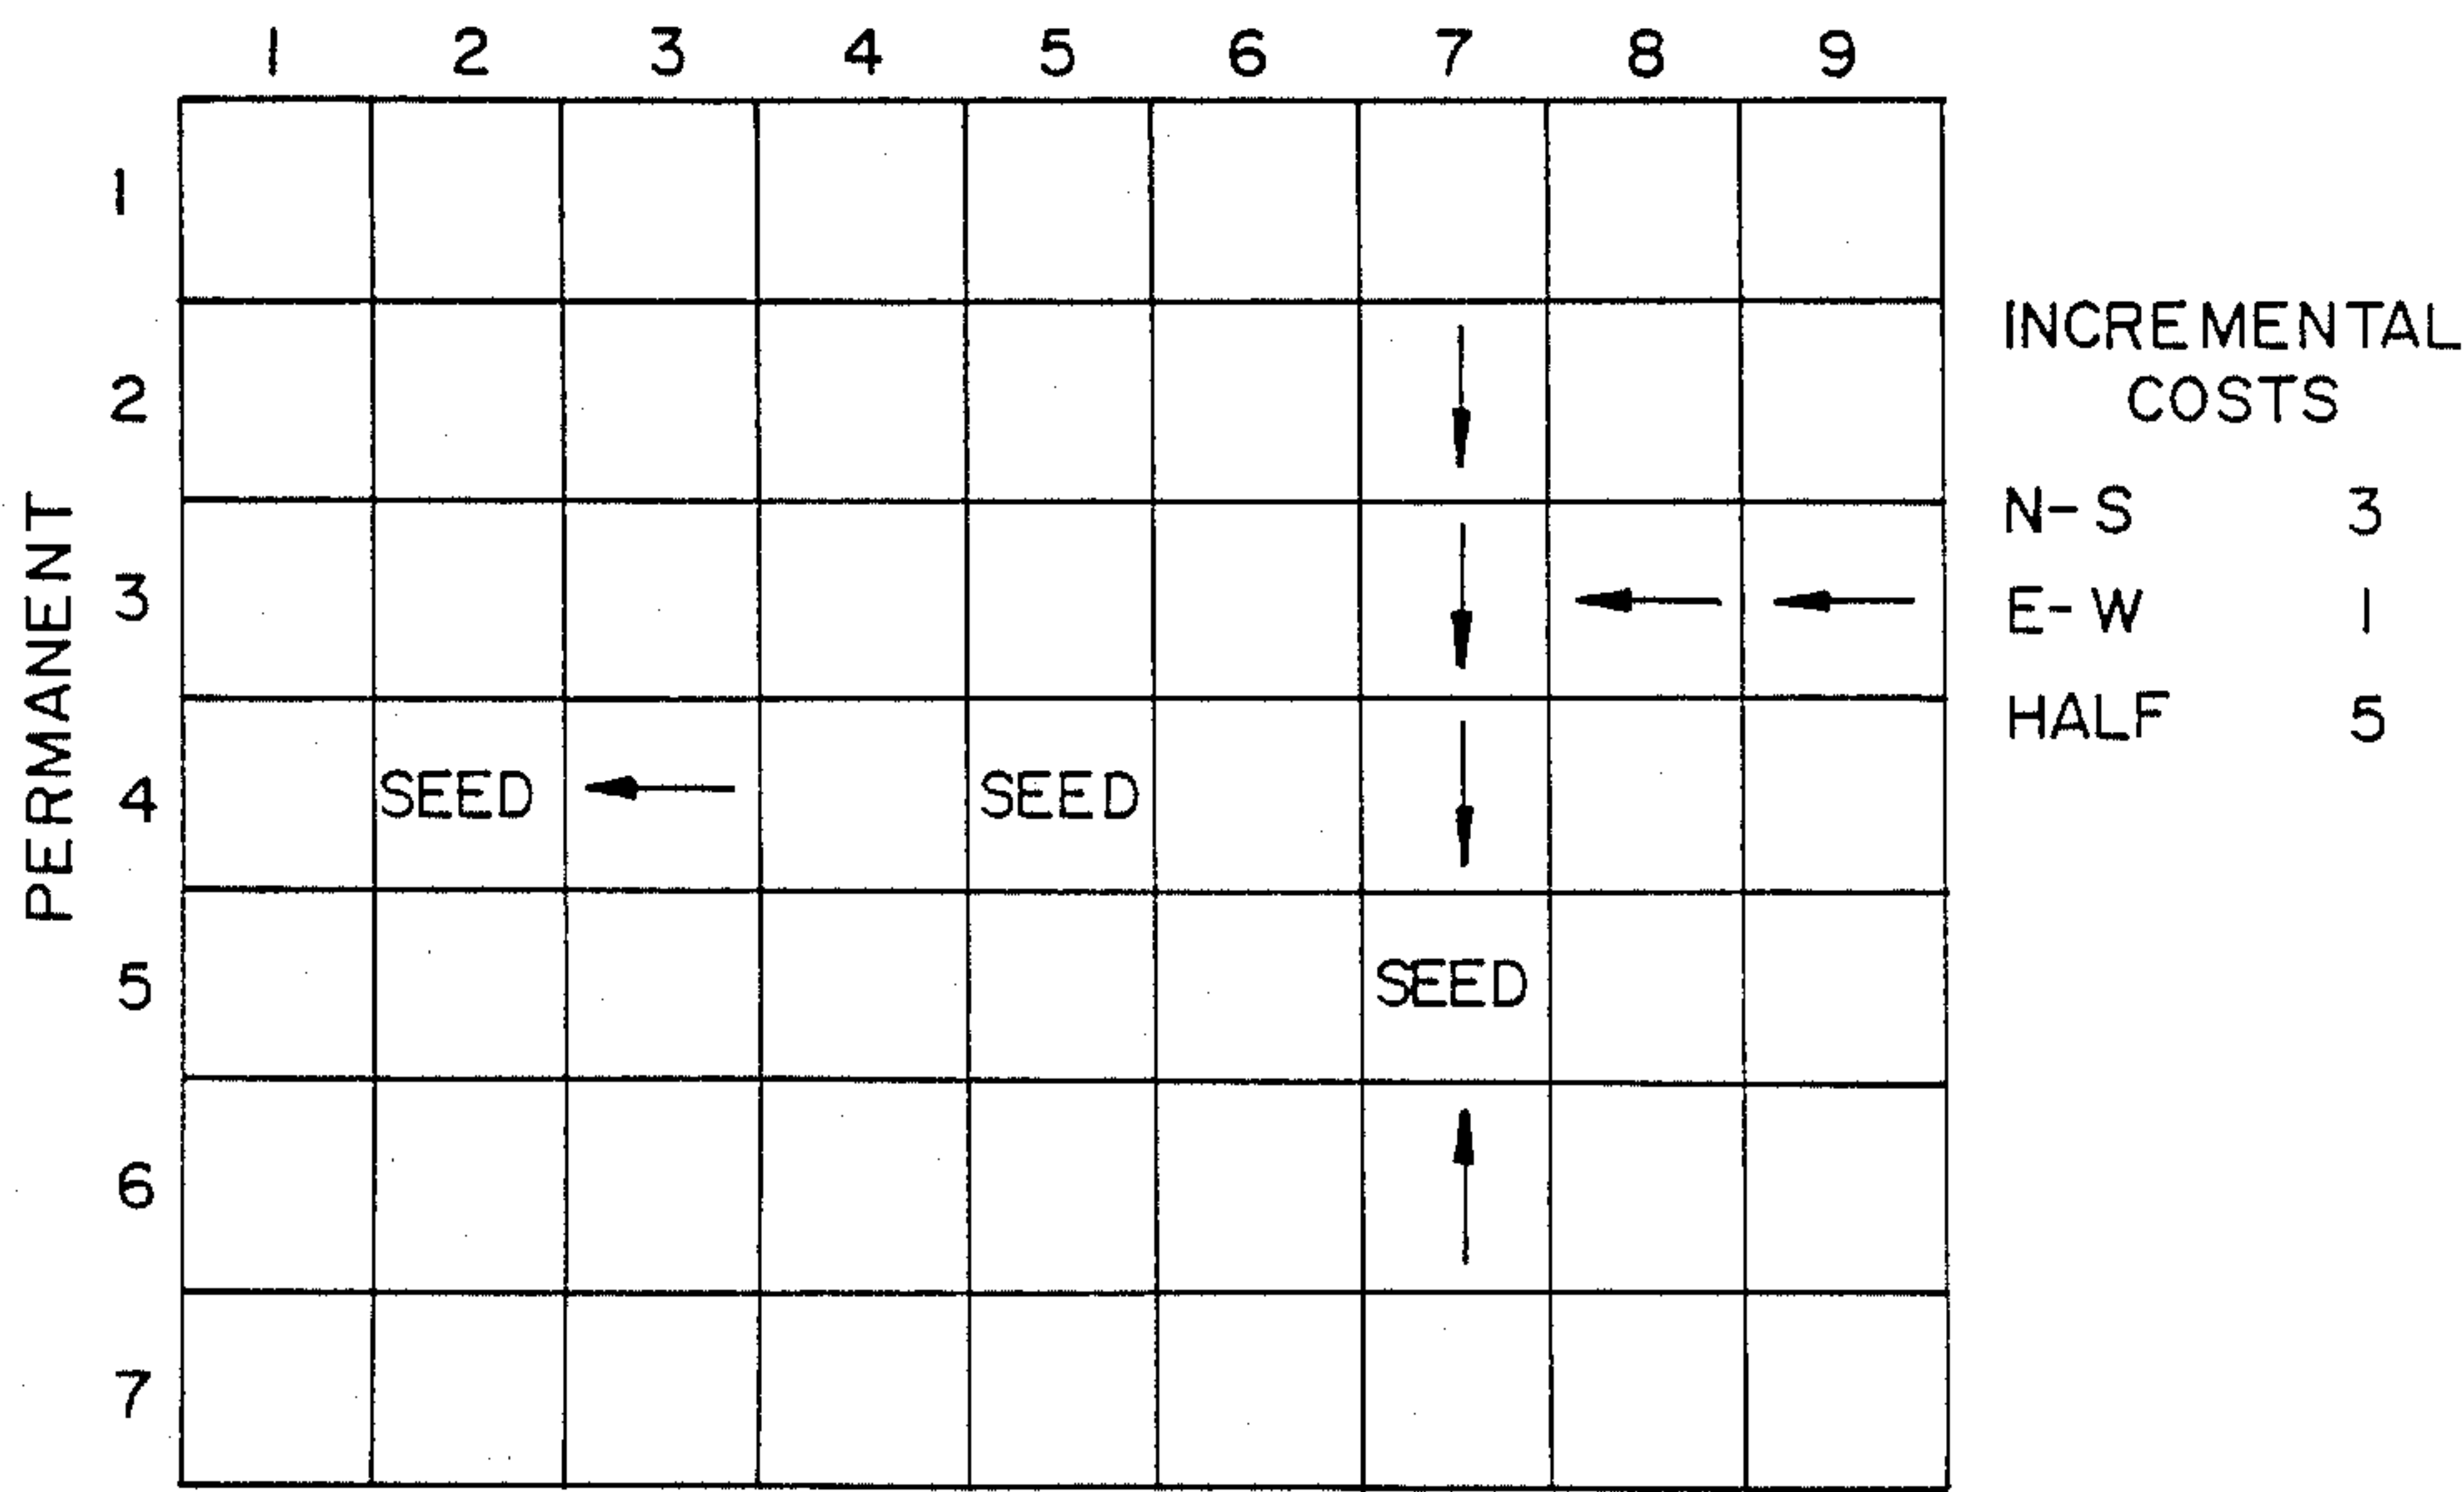 1 2 3 4 5 6 7 8 9
1
2
3
4 SEED SEED
5 SEED
6
7
PERMANENT
INCREMENTAL
COSTS
N-S 3
E-W 1
HALF 5